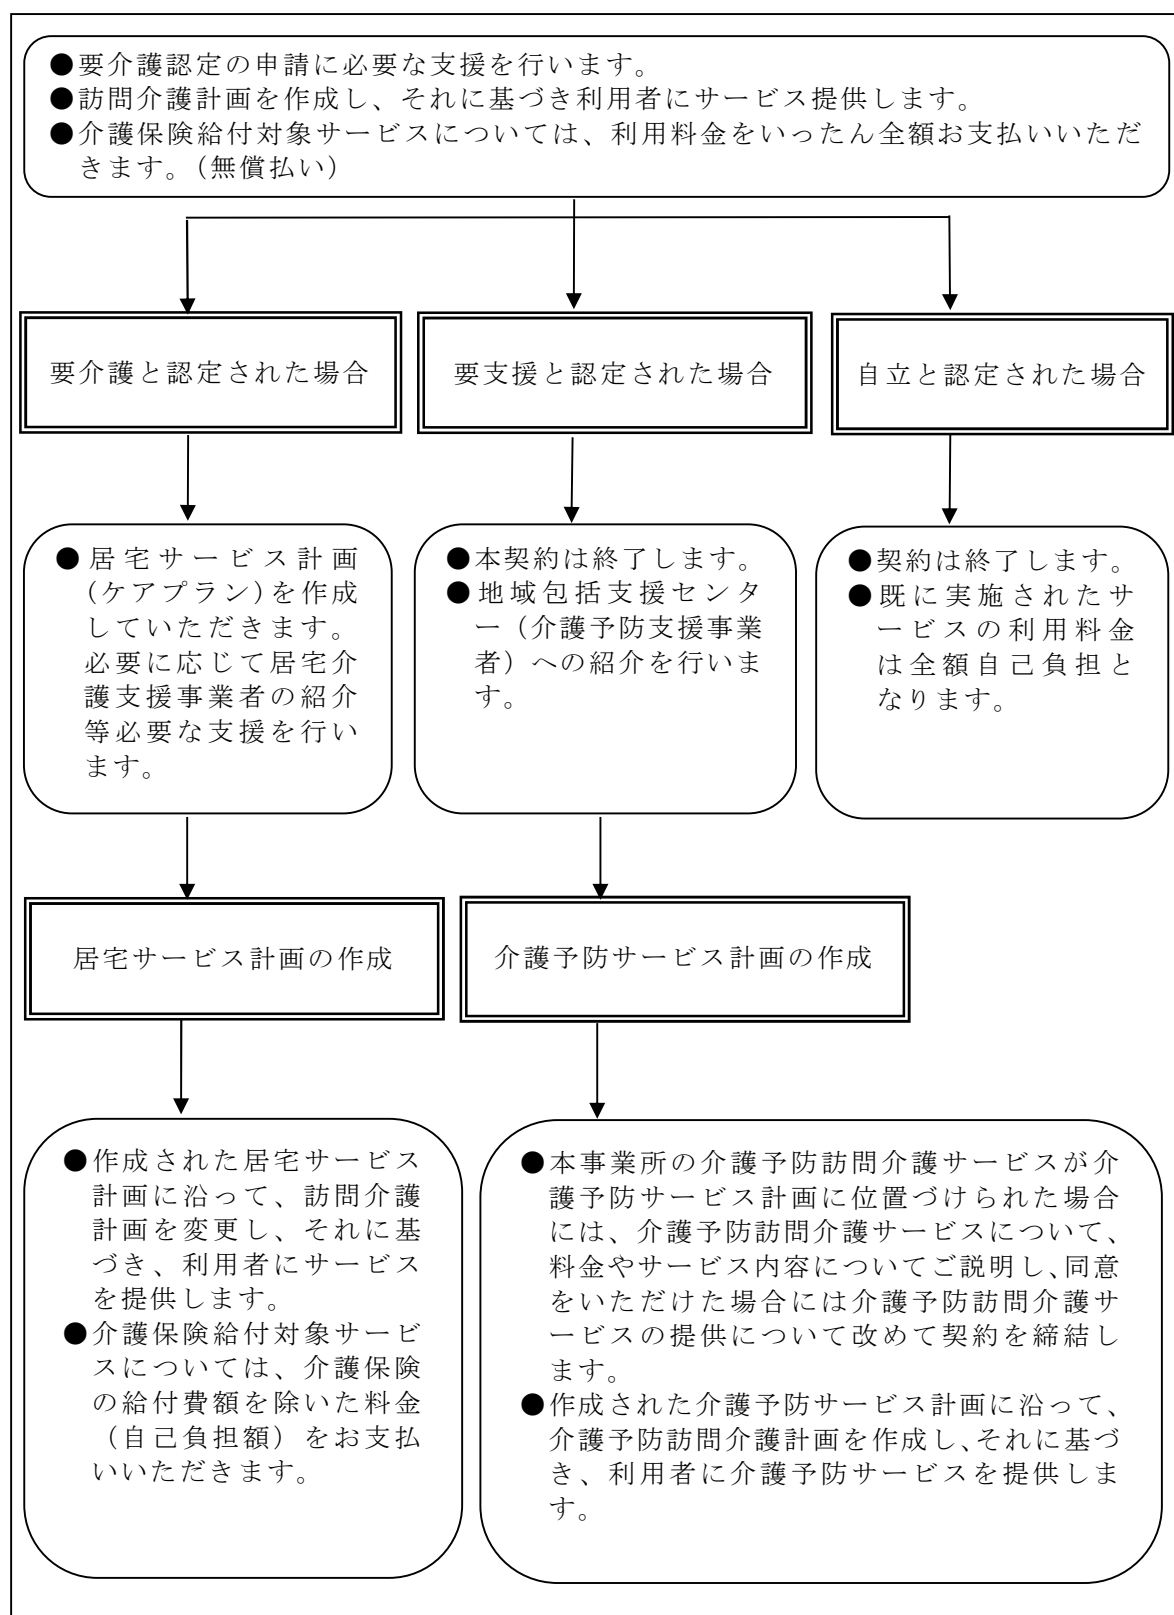 ●要介護認定の申請に必要な支援を行います。
●訪問介護計画を作成し、それに基づき利用者にサービス提供します。
●介護保険給付対象サービスについては、利用料金をいったん全額お支払いいただ
きます。(無償払い)
要介護と認定された場合
要支援と認定された場合
自立と認定された場合
●居宅サービス計画
(ケアプラン)を作成
していただきます。
必要に応じて居宅介
護支援事業者の紹介
等必要な支援を行い
ます。
●本契約は終了します。
●地域包括支援センタ
ー（介護予防支援事業
者）への紹介を行いま
す。
●契約は終了します。
●既に実施されたサ
ービスの利用料金
は全額自己負担と
なります。
居宅サービス計画の作成
介護予防サービス計画の作成
●作成された居宅サービス
計画に沿って、訪問介護
計画を変更し、それに基
づき、利用者にサービス
を提供します。
●介護保険給付対象サービ
スについては、介護保険
の給付費額を除いた料金
（自己負担額）をお支払
いいただきます。
●本事業所の介護予防訪問介護サービスが介
護予防サービス計画に位置づけられた場合
には、介護予防訪問介護サービスについて、
料金やサービス内容についてご説明し、同意
をいただけた場合には介護予防訪問介護サ
ービスの提供について改めて契約を締結し
ます。
●作成された介護予防サービス計画に沿って、
介護予防訪問介護計画を作成し、それに基づ
き、利用者に介護予防サービスを提供しま
す。